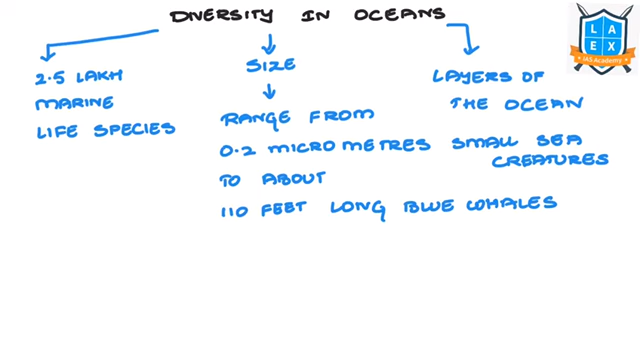 DIVERSITY IN OCEANS
2.5 LAKH
MARINE
LIFE SPECIES
SIZE
RANGE FROM
0.2 MICROMETRES SMALL SEA CREATURES
TO ABOUT
110 FEET LONG BLUE WHALES
LAYERS OF
THE OCEAN
L A
E X
IAS Academy